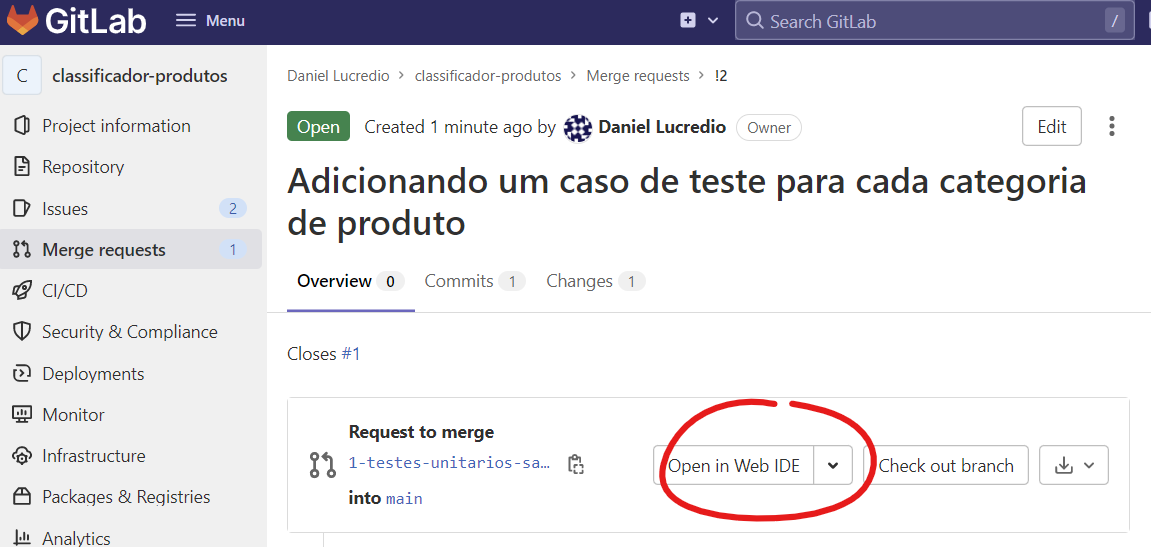 GitLab
Menu
Search GitLab /
C classificador-produtos
Project information
Repository
Issues 2
Merge requests 1
CI/CD
Security & Compliance
Deployments
Monitor
Infrastructure
Packages & Registries
Analytics
Daniel Lucredio > classificador-produtos > Merge requests > !2
Open Created 1 minute ago by Daniel Lucredio Owner Edit
Adicionando um caso de teste para cada categoria
de produto
Overview 0 Commits 1 Changes 1
Closes #1
Request to merge
1-testes-unitarios-sa…
into main
Open in Web IDE Check out branch